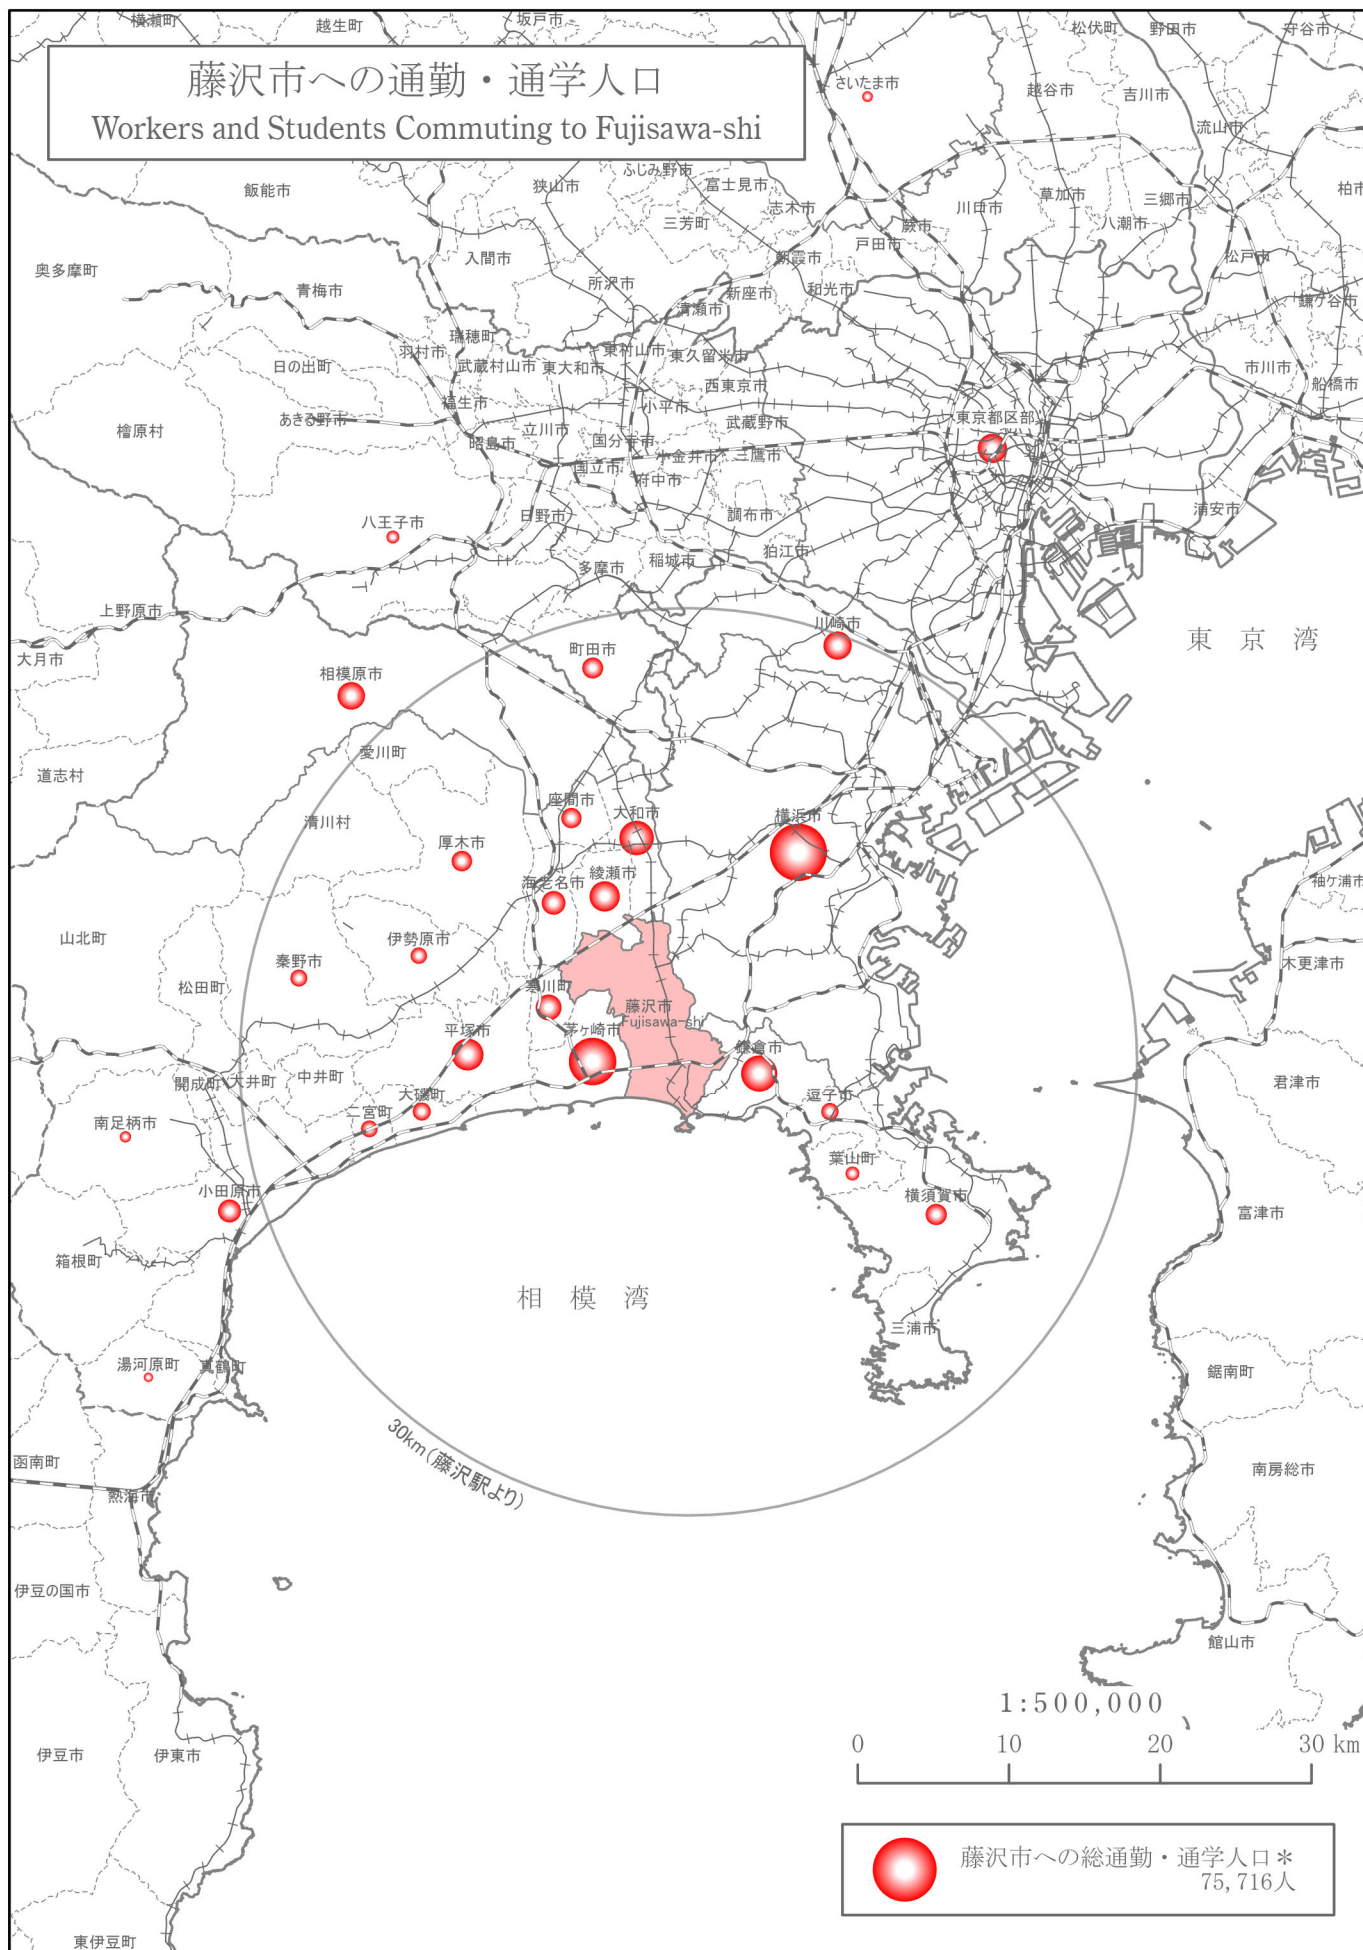 横瀬町
越生町
坂戸市
松伏町
野田市
守谷市
藤沢市への通勤・通学人口
Workers and Students Commuting to Fujisawa-shi
さいたま市
越谷市
吉川市
流山市
柏市
飯能市
狭山市
ふじみ野市
富士見市
三芳町
志木市
川口市
草加市
三郷市
八潮市
蕨市
戸田市
松戸市
奥多摩町
入間市
朝霞市
青梅市
所沢市
新座市
和光市
清瀬市
鎌ケ谷市
瑞穂町
羽村市
日の出町
武蔵村山市
東大和市
東村山市
東久留米市
西東京市
市川市
船橋市
福生市
小平市
あきる野市
檜原村
昭島市
立川市
国分寺市
武蔵野市
東京都区部
国立市
小金井市
三鷹市
府中市
八王子市
日野市
調布市
浦安市
狛江市
多摩市
稲城市
上野原市
大月市
川崎市
東京湾
町田市
相模原市
愛川町
道志村
清川村
座間市
大和市
横浜市
厚木市
海老名市
綾瀬市
袖ケ浦市
山北町
伊勢原市
木更津市
秦野市
松田町
寒川町
藤沢市
Fujisawa-shi
平塚市
茅ヶ崎市
鎌倉市
開成町
大井町
中井町
君津市
大磯町
二宮町
逗子市
南足柄市
葉山町
小田原市
横須賀市
富津市
箱根町
相模湾
三浦市
湯河原町
真鶴町
鋸南町
30km(藤沢駅より)
函南町
熱海市
南房総市
伊豆の国市
館山市
1:500,000
伊豆市
伊東市
0 10 20 30 km
藤沢市への総通勤・通学人口＊
75,716人
東伊豆町